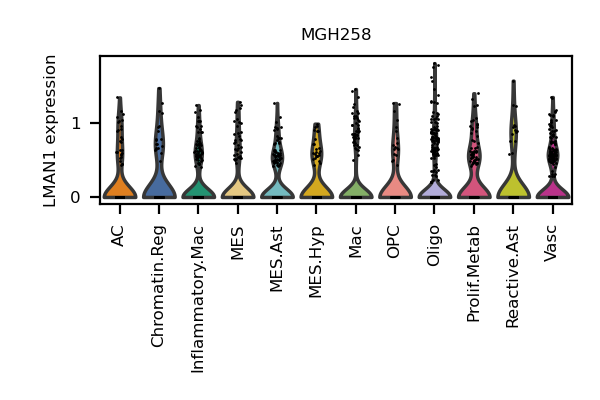 MGH258
LMAN1 expression
1
0
AC
Chromatin.Reg
Inflammatory.Mac
MES
MES.Ast
MES.Hyp
Mac
OPC
Oligo
Prolif.Metab
Reactive.Ast
Vasc